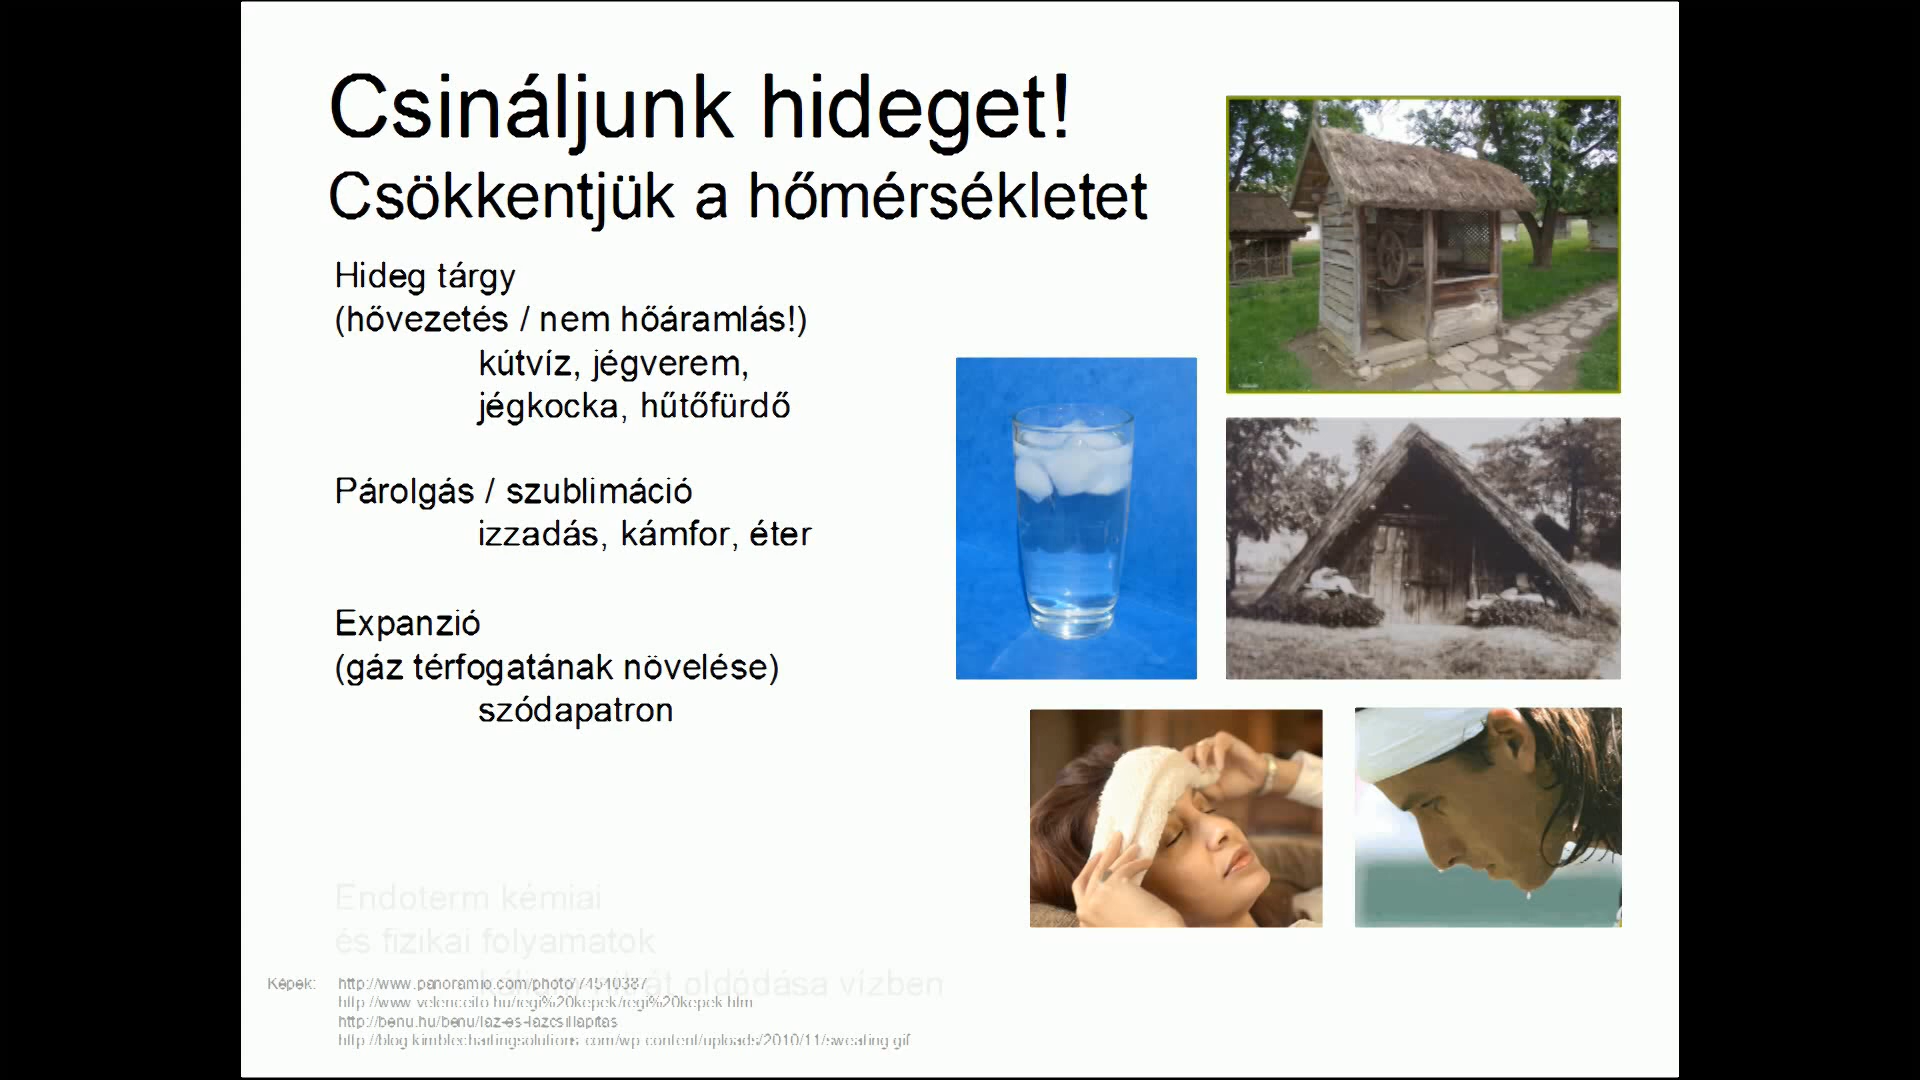 Csináljunk hideget!
Csökkentjük a hőmérsékletet
Hideg tárgy
(hővezetés / nem hőáramlás!)
kútvíz, jégverem,
jégkocka, hűtőfürdő
Párolgás / szublimáció
izzadás, kámfor, éter
Expanzió
(gáz térfogatának növelése)
szódapatron
Endoterm kémiai
és fizikai folyamatok
oldódása vízben
Képek: http://www.panoramio.com/photo/74540387
http://www.velenceito.hu/regi%20kepek/regi%20kepek.htm
http://benu.hu/benu/laz-es-lazcsillapitas
http://blog.kimblechartingsolutions.com/wp-content/uploads/2010/11/sweating.gif